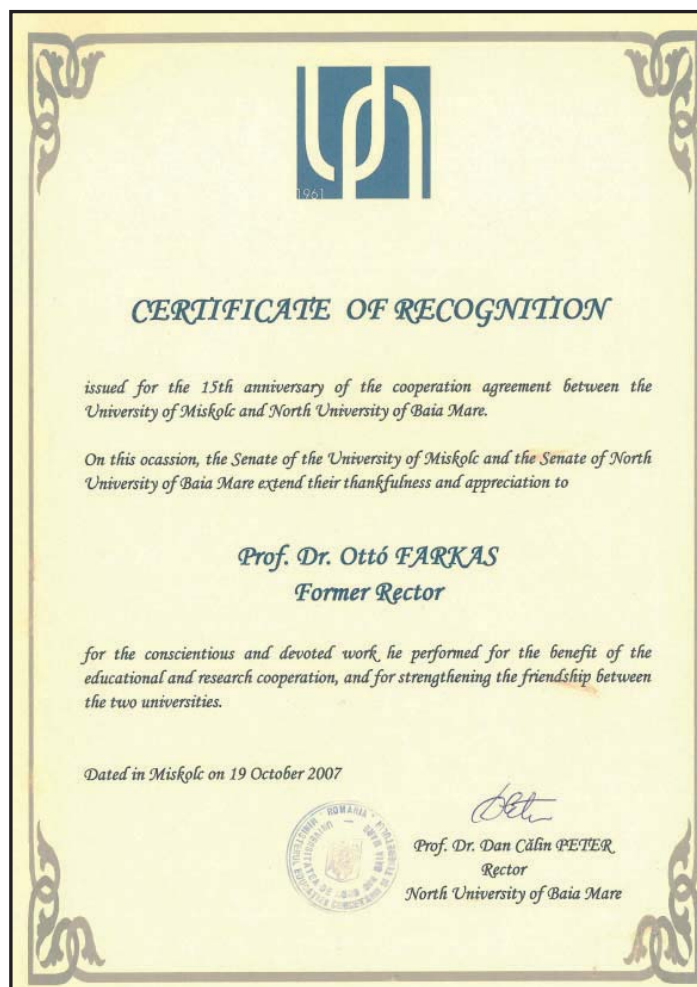 1961
CERTIFICATE OF RECOGNITION
issued for the 15th anniversary of the cooperation agreement between the
University of Miskolc and North University of Baia Mare.
On this ocassion, the Senate of the University of Miskolc and the Senate of North
University of Baia Mare extend their thankfulness and appreciation to
Prof. Dr. Ottó FARKAS
Former Rector
for the conscientious and devoted work he performed for the benefit of the
educational and research cooperation, and for strengthening the friendship between
the two universities.
Dated in Miskolc on 19 October 2007
ROMANIA
Prof. Dr. Dan Călin PETER
Rector
North University of Baia Mare